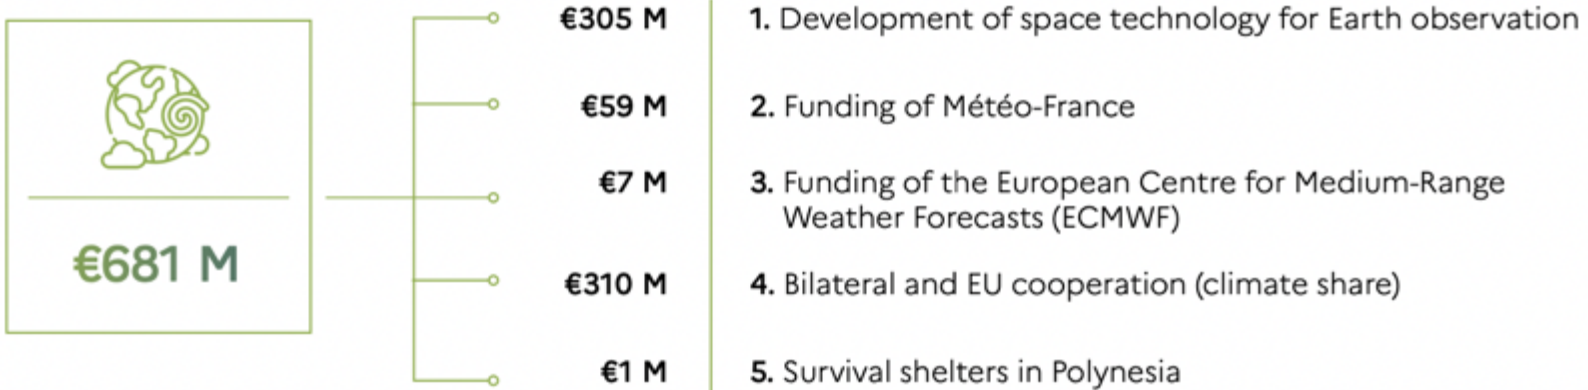 €305 M 1. Development of space technology for Earth observation
€59 M 2. Funding of Météo-France
€7 M 3. Funding of the European Centre for Medium-Range
Weather Forecasts (ECMWF)
€681 M
€310 M 4. Bilateral and EU cooperation (climate share)
€1 M 5. Survival shelters in Polynesia